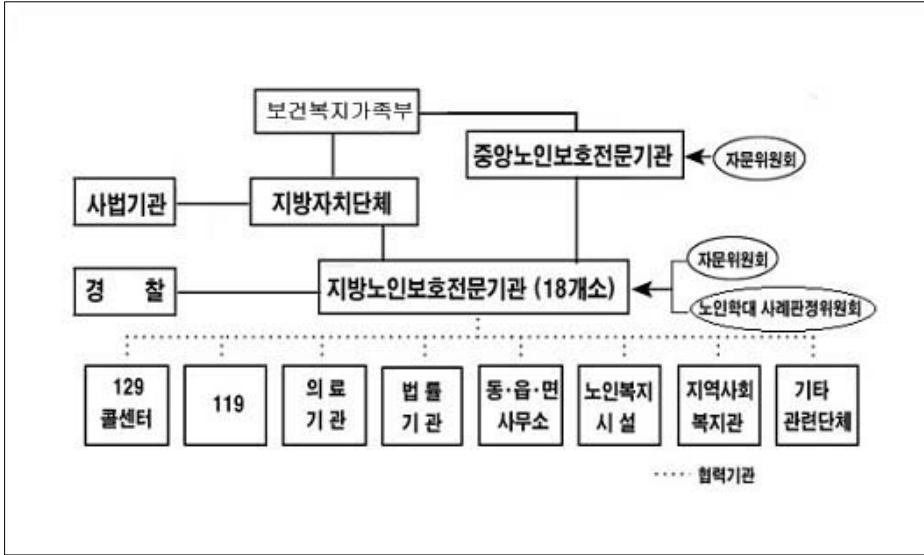 보건복지가족부
중앙노인보호전문기관
자문위원회
사법기관
지방자치단체
자문위원회
경 찰
지방노인보호전문기관 (18개소)
노인학대 사례판정위원회
129
콜센터
119
의 료
기 관
법 률
기 관
동·읍·면
사무소
노인복지
시 설
지역사회
복지관
기타
관련단체
협력기관